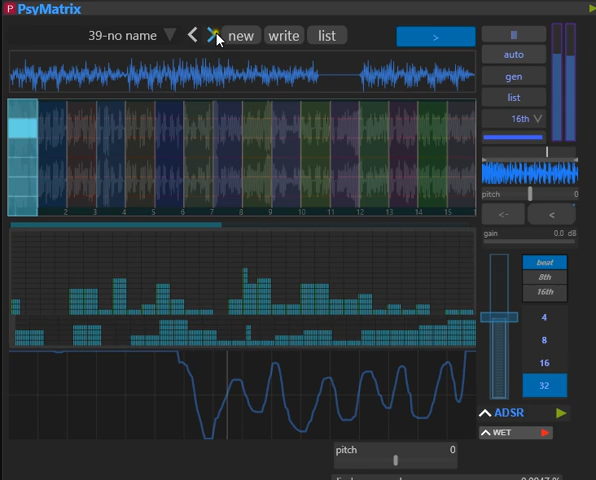 P PsyMatrix
39-no name < > new write list >
||
auto
gen
list
16th
2 3 4 5 6 7 8 9 10 11 12 13 14 15 1
pitch 0
<- <
gain 0.0 dB
beat
8th
16th
4
8
16
32
ADSR
WET
pitch 0